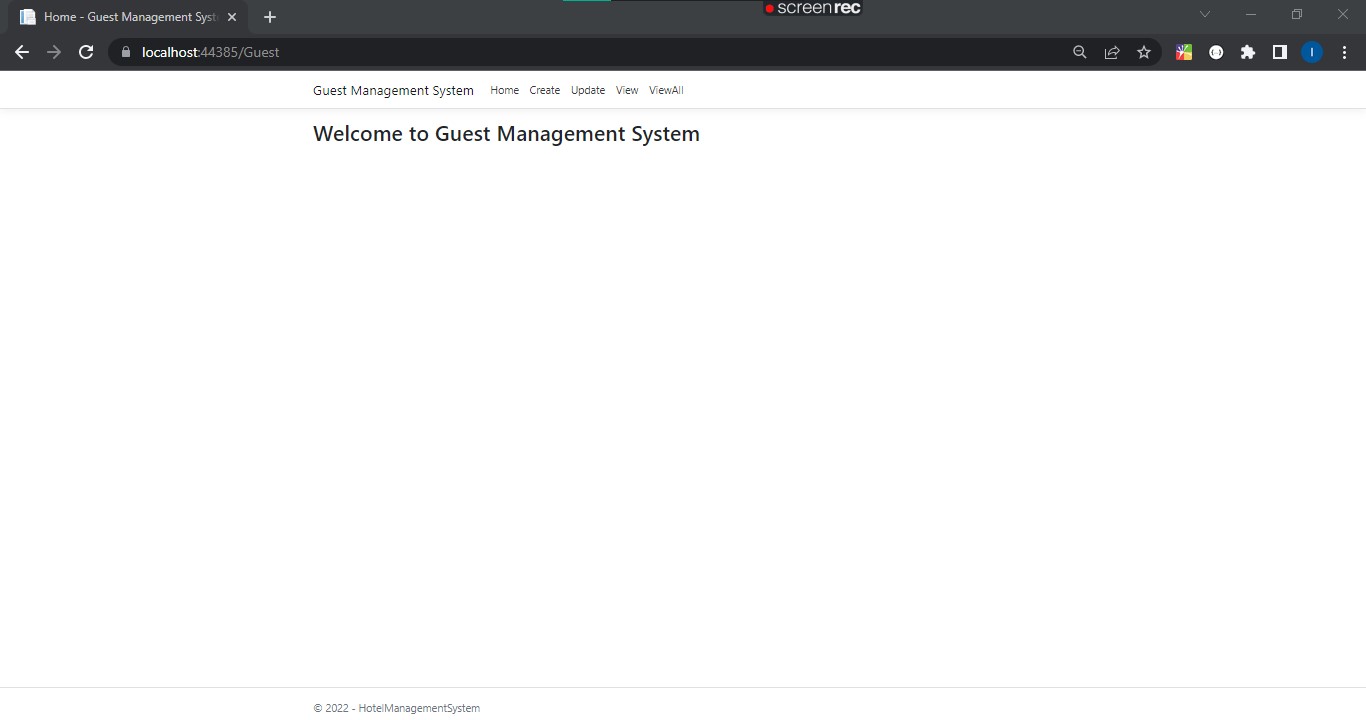 screenrec
Home - Guest Management Syst
localhost:44385/Guest
I
Guest Management System Home Create Update View ViewAll
Welcome to Guest Management System
© 2022 - HotelManagementSystem